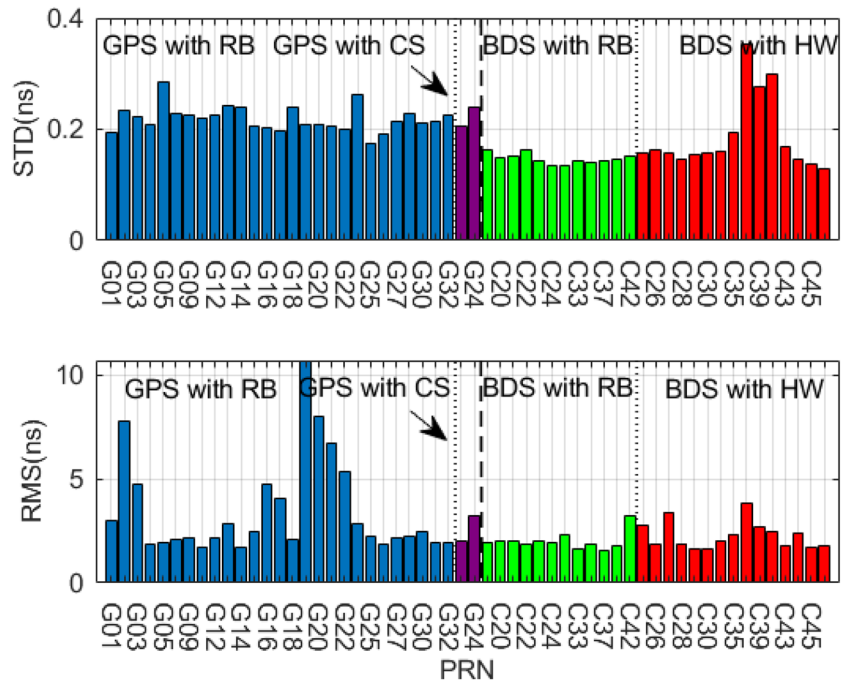 0.4
GPS with RB GPS with CS BDS with RB BDS with HW
0.2
STD(ns)
0
G01 G03 G05 G09 G12 G14 G16 G18 G20 G22 G25 G27 G30 G32 G24 C20 C22 C24 C33 C37 C42 C26 C28 C30 C35 C39 C43 C45
10
GPS with RB GPS with CS BDS with RB BDS with HW
5
RMS(ns)
0
G01 G03 G05 G09 G12 G14 G16 G18 G20 G22 G25 G27 G30 G32 G24 C20 C22 C24 C33 C37 C42 C26 C28 C30 C35 C39 C43 C45
PRN